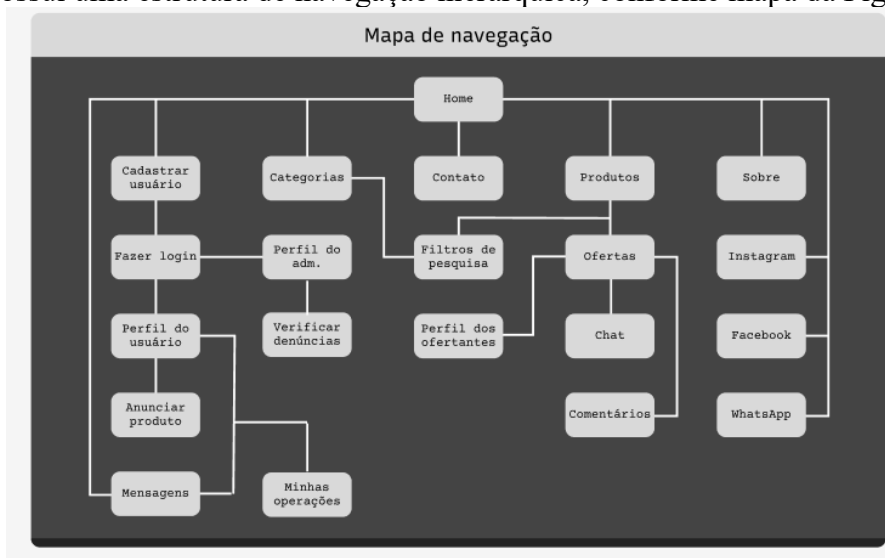 Mapa de navegação
Home
Cadastrar
usuário
Categorias
Contato
Produtos
Sobre
Fazer login
Perfil do
adm.
Filtros de
pesquisa
Ofertas
Instagram
Perfil do
usuário
Verificar
denúncias
Perfil dos
ofertantes
Chat
Facebook
Anunciar
produto
Comentários
WhatsApp
Mensagens
Minhas
operações